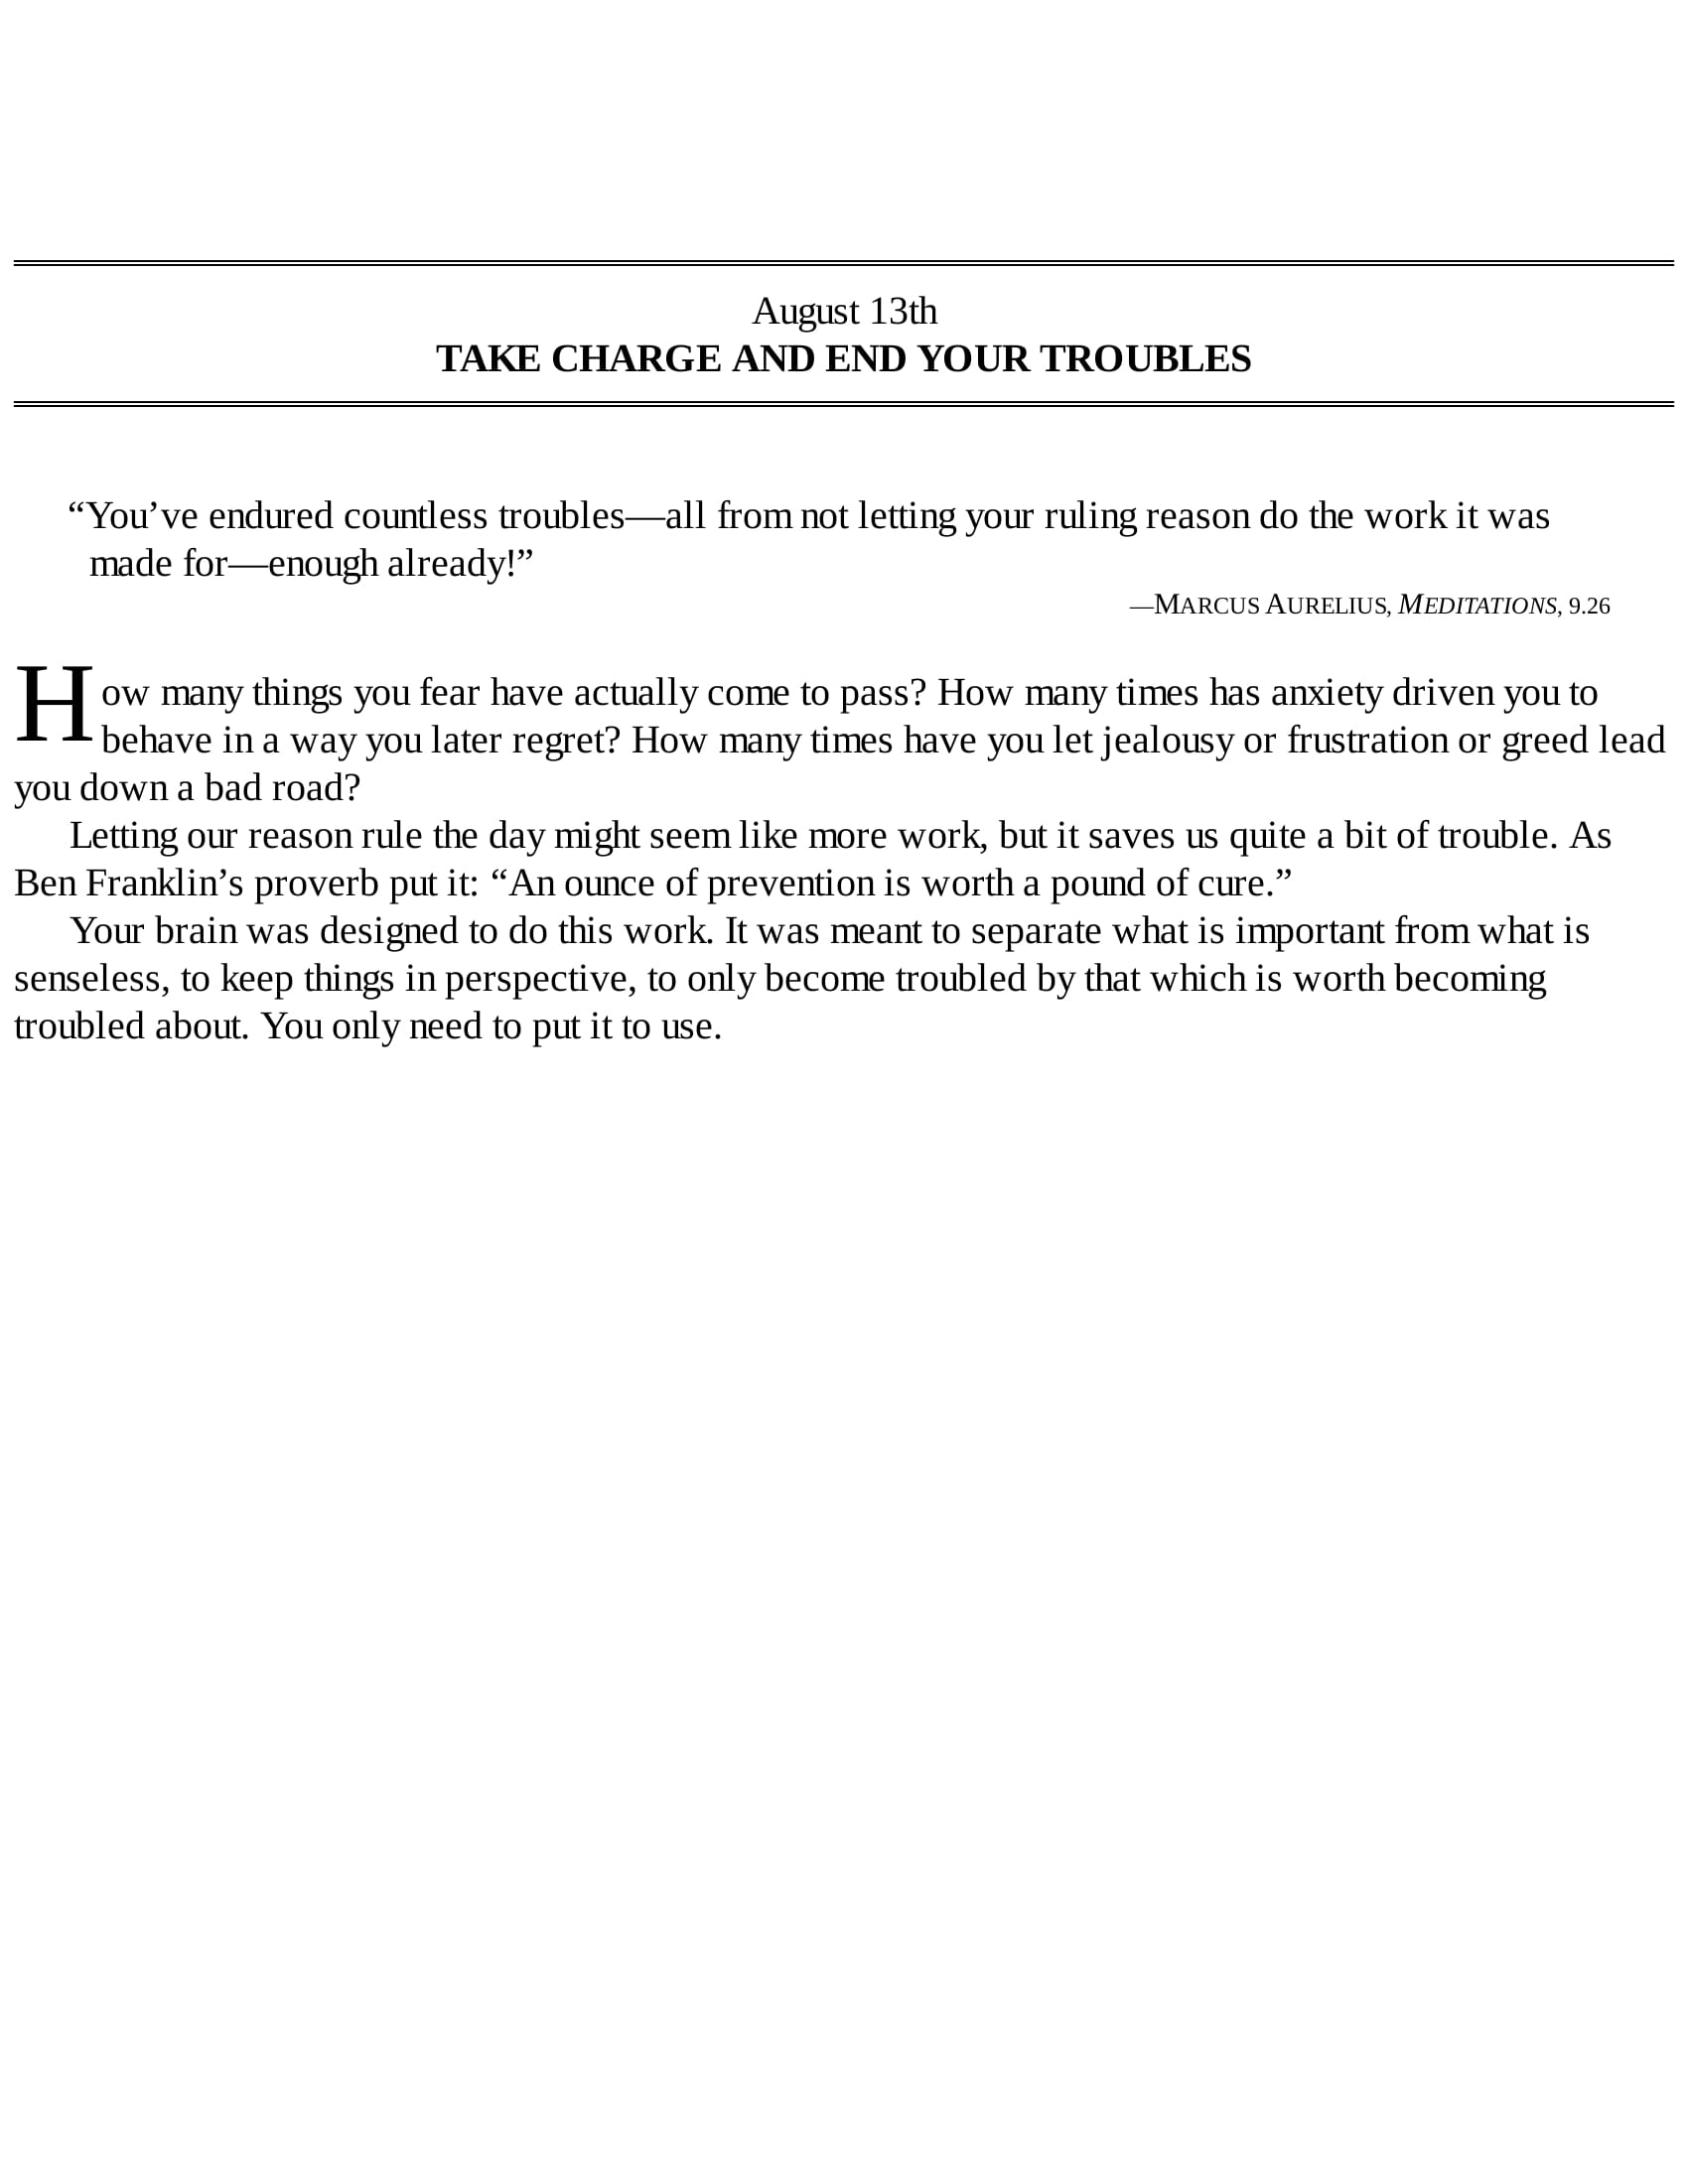 August 13th
TAKE CHARGE AND END YOUR TROUBLES
“You’ve endured countless troubles—all from not letting your ruling reason do the work it was
made for—enough already!”
—MARCUS AURELIUS, MEDITATIONS, 9.26
How many things you fear have actually come to pass? How many times has anxiety driven you to
behave in a way you later regret? How many times have you let jealousy or frustration or greed lead
you down a bad road?
Letting our reason rule the day might seem like more work, but it saves us quite a bit of trouble. As
Ben Franklin’s proverb put it: “An ounce of prevention is worth a pound of cure.”
Your brain was designed to do this work. It was meant to separate what is important from what is
senseless, to keep things in perspective, to only become troubled by that which is worth becoming
troubled about. You only need to put it to use.